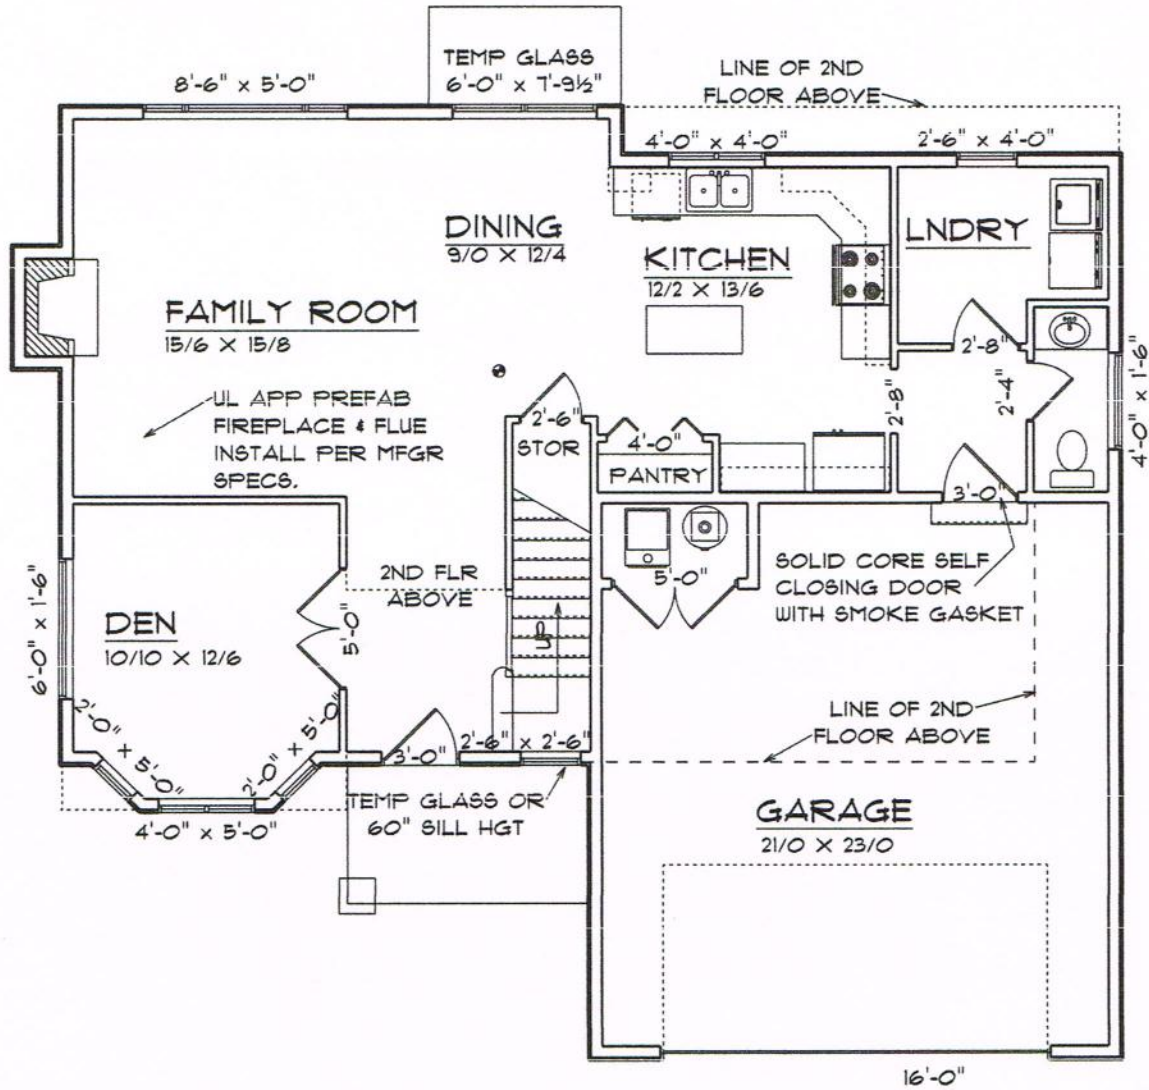 TEMP GLASS
6'-0" x 7'-9½"
8'-6" x 5'-0"
LINE OF 2ND
FLOOR ABOVE
4'-0" x 4'-0"
2'-6" x 4'-0"
DINING
9/0 X 12/4
KITCHEN
12/2 X 13/6
LNDRY
FAMILY ROOM
15/6 X 15/8
2'-8"
2'-4"
2'-8"
4'-0" x 1'-6"
UL APP PREFAB
FIREPLACE & FLUE
INSTALL PER MFGR
SPECS.
2'-6"
STOR
4'-0"
PANTRY
3'-0"
5'-0"
SOLID CORE SELF
CLOSING DOOR
WITH SMOKE GASKET
2ND FLR
ABOVE
6'-0" x 1'-6"
DEN
10/10 X 12/6
5'-0"
UP
LINE OF 2ND
FLOOR ABOVE
2'-0" x 5'-0"
2'-0" x 5'-0"
3'-0"
2'-6" x 2'-6"
4'-0" x 5'-0"
TEMP GLASS OR
60" SILL HGT
GARAGE
21/0 X 23/0
16'-0"